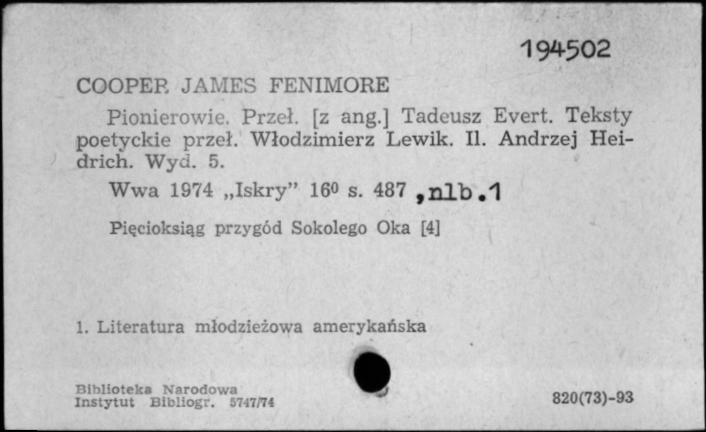 194502
COOPER JAMES FENIMORE
Pionierowie. Przeł. [z ang.] Tadeusz Evert. Teksty
poetyckie przeł. Włodzimierz Lewik. Il. Andrzej Hei-
drich. Wyd. 5.
Wwa 1974 „Iskry” 16⁰ s. 487 ,nlb.1
Pięcioksiąg przygód Sokolego Oka [4]
1. Literatura młodzieżowa amerykańska
Biblioteka Narodowa
Instytut Bibliogr. 5747/74
820(73)-93